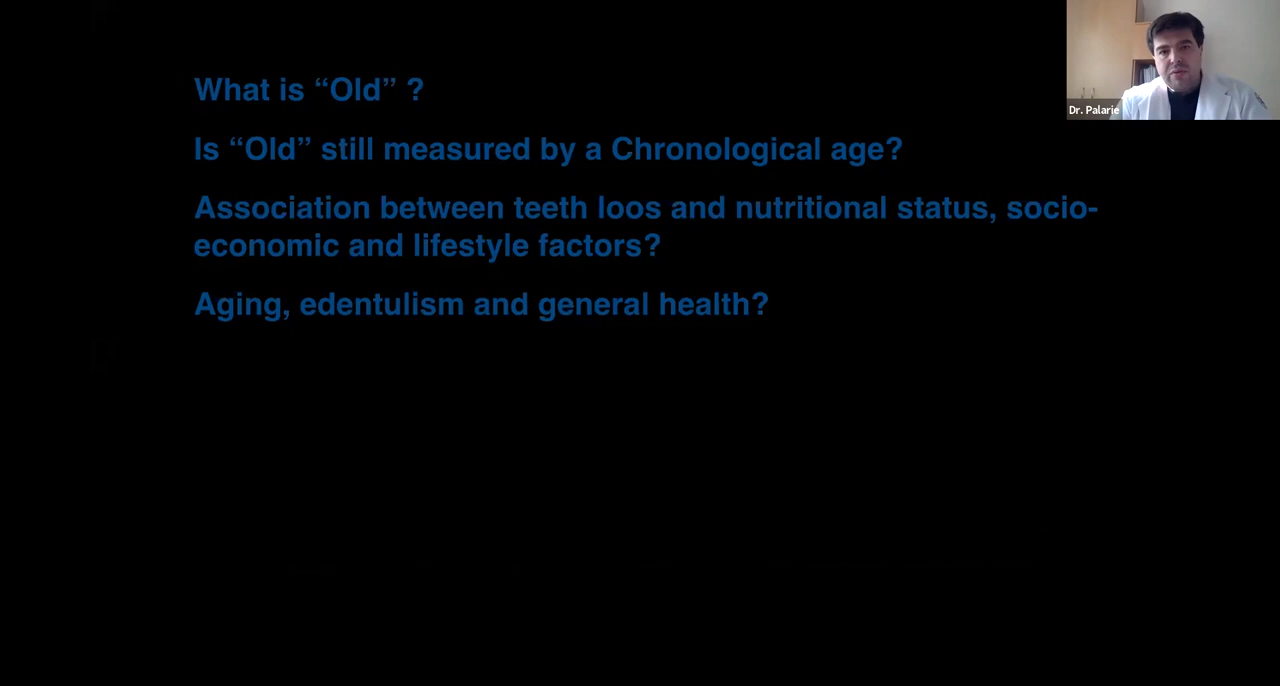 What is “Old” ?
Is “Old” still measured by a Chronological age?
Association between teeth loos and nutritional status, socio-
economic and lifestyle factors?
Aging, edentulism and general health?
Dr. Palarie